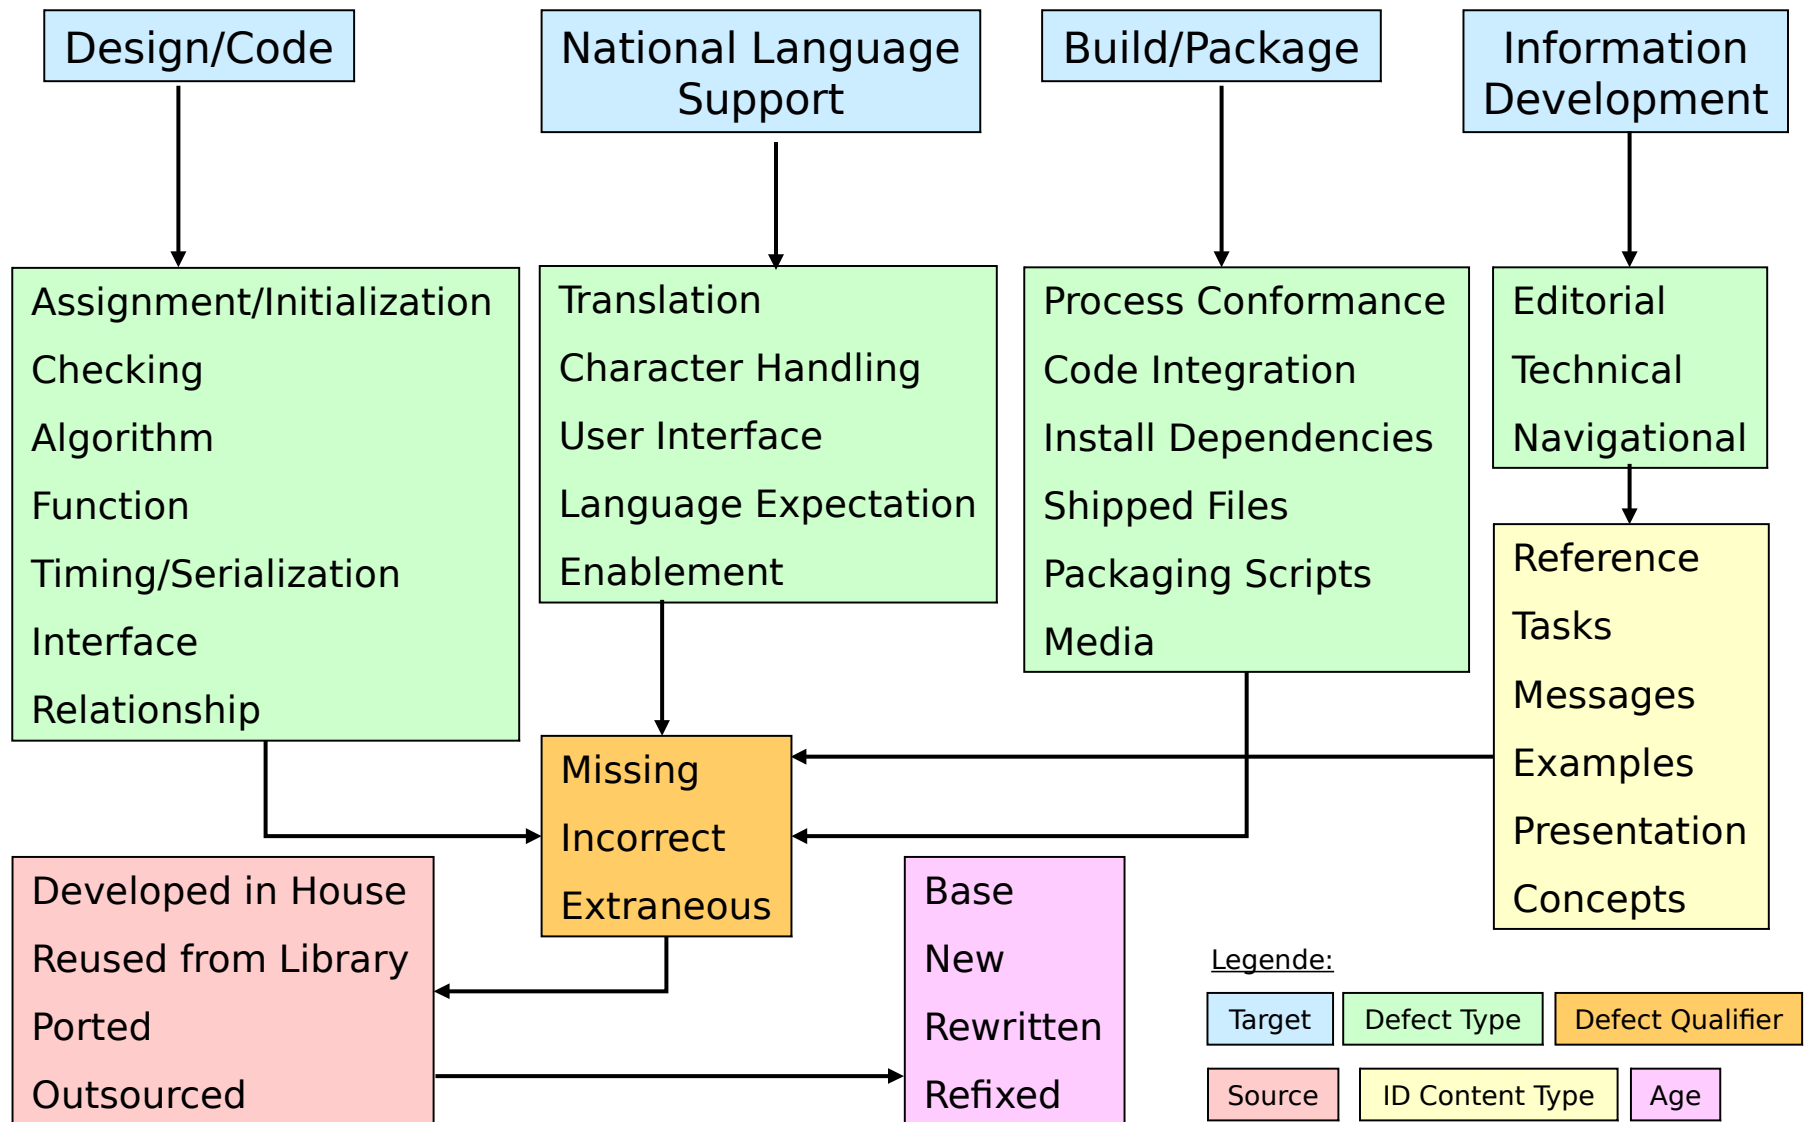 Design/Code
National Language
Support
Build/Package
Information
Development
Assignment/Initialization
Checking
Algorithm
Function
Timing/Serialization
Interface
Relationship
Translation
Character Handling
User Interface
Language Expectation
Enablement
Process Conformance
Code Integration
Install Dependencies
Shipped Files
Packaging Scripts
Media
Editorial
Technical
Navigational
Reference
Tasks
Messages
Examples
Presentation
Concepts
Missing
Incorrect
Extraneous
Developed in House
Reused from Library
Ported
Outsourced
Base
New
Rewritten
Refixed
Legende:
Target
Defect Type
Defect Qualifier
Source
ID Content Type
Age